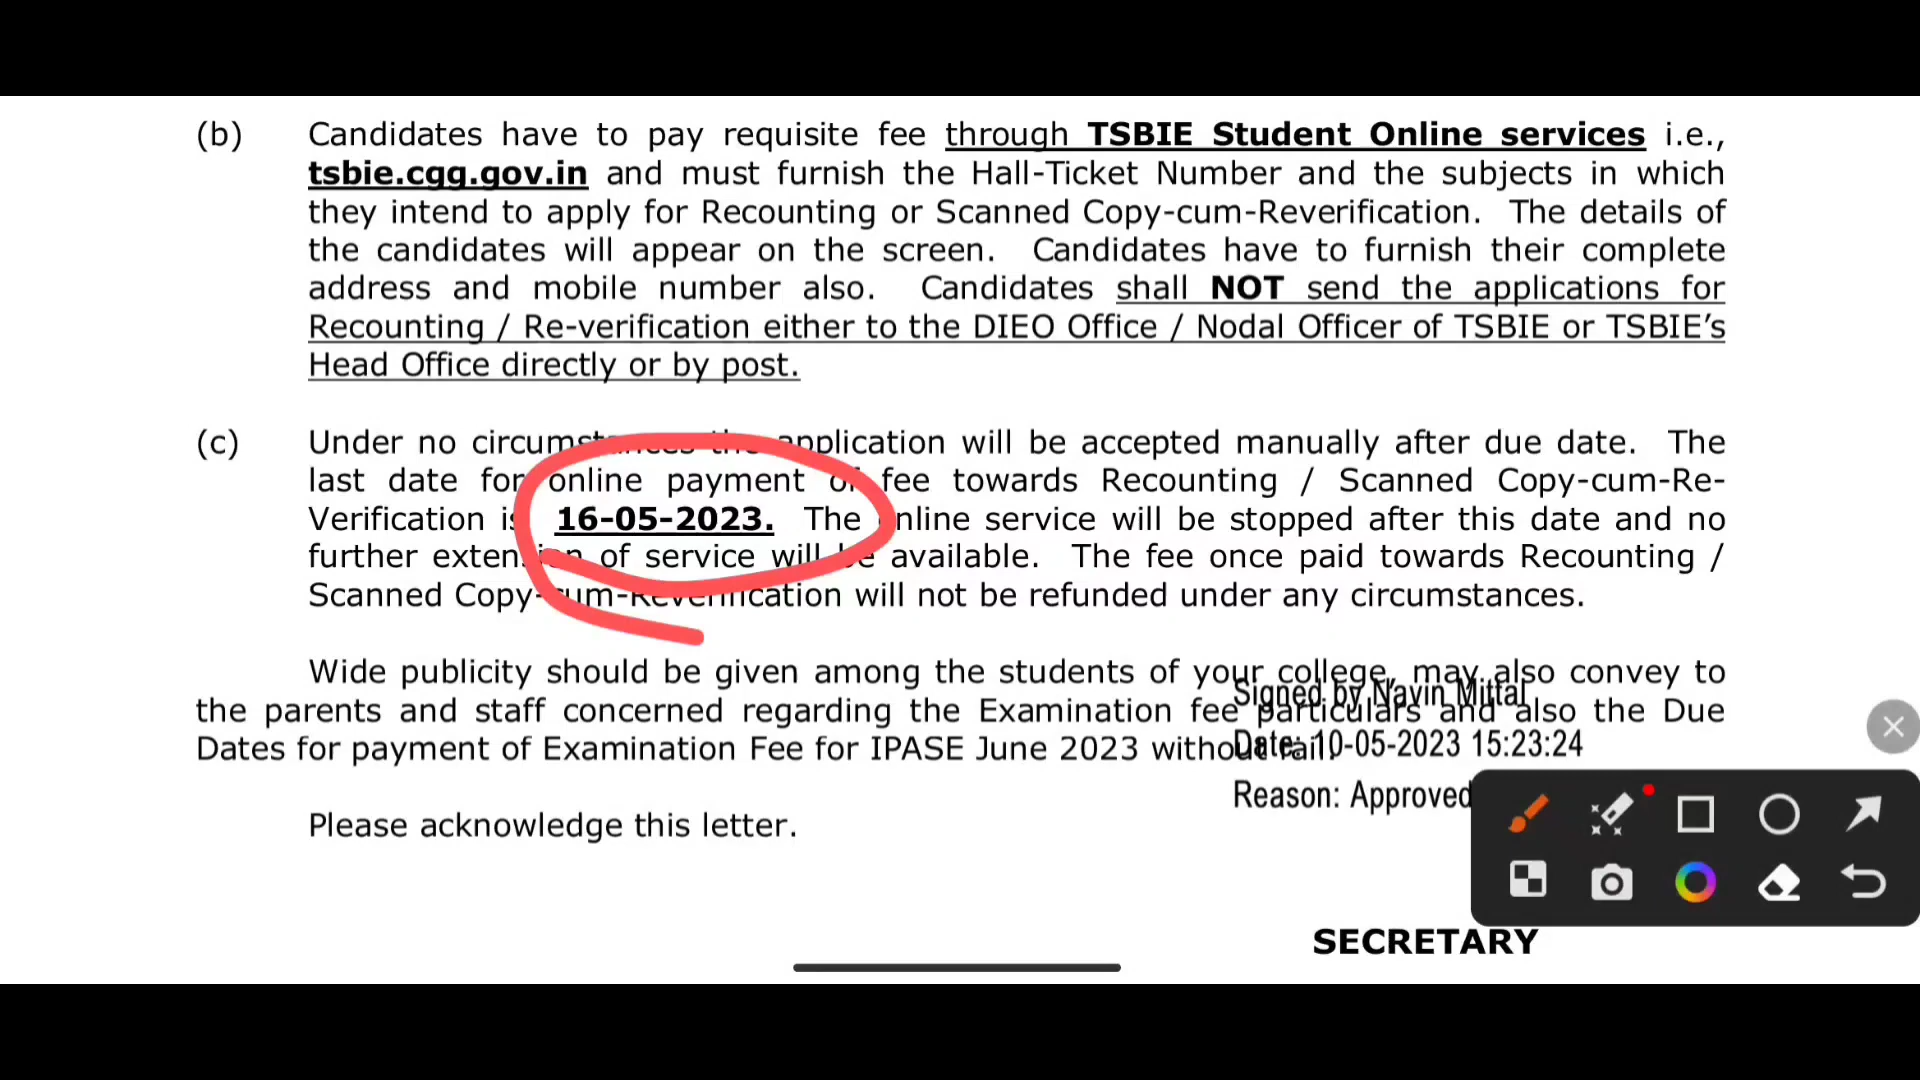 (b) Candidates have to pay requisite fee through TSBIE Student Online services i.e.,
tsbie.cgg.gov.in and must furnish the Hall-Ticket Number and the subjects in which
they intend to apply for Recounting or Scanned Copy-cum-Reverification. The details of
the candidates will appear on the screen. Candidates have to furnish their complete
address and mobile number also. Candidates shall NOT send the applications for
Recounting / Re-verification either to the DIEO Office / Nodal Officer of TSBIE or TSBIE's
Head Office directly or by post.
(c) Under no circumstances the application will be accepted manually after due date. The
last date for online payment of fee towards Recounting / Scanned Copy-cum-Re-
Verification is 16-05-2023. The online service will be stopped after this date and no
further extension of service will be available. The fee once paid towards Recounting /
Scanned Copy-cum-Reverification will not be refunded under any circumstances.
Wide publicity should be given among the students of your college, may also convey to
the parents and staff concerned regarding the Examination fee particulars and also the Due
Dates for payment of Examination Fee for IPASE June 2023 without fail.
Signed by Navin Mittal
Date: 10-05-2023 15:23:24
Reason: Approved
Please acknowledge this letter.
SECRETARY